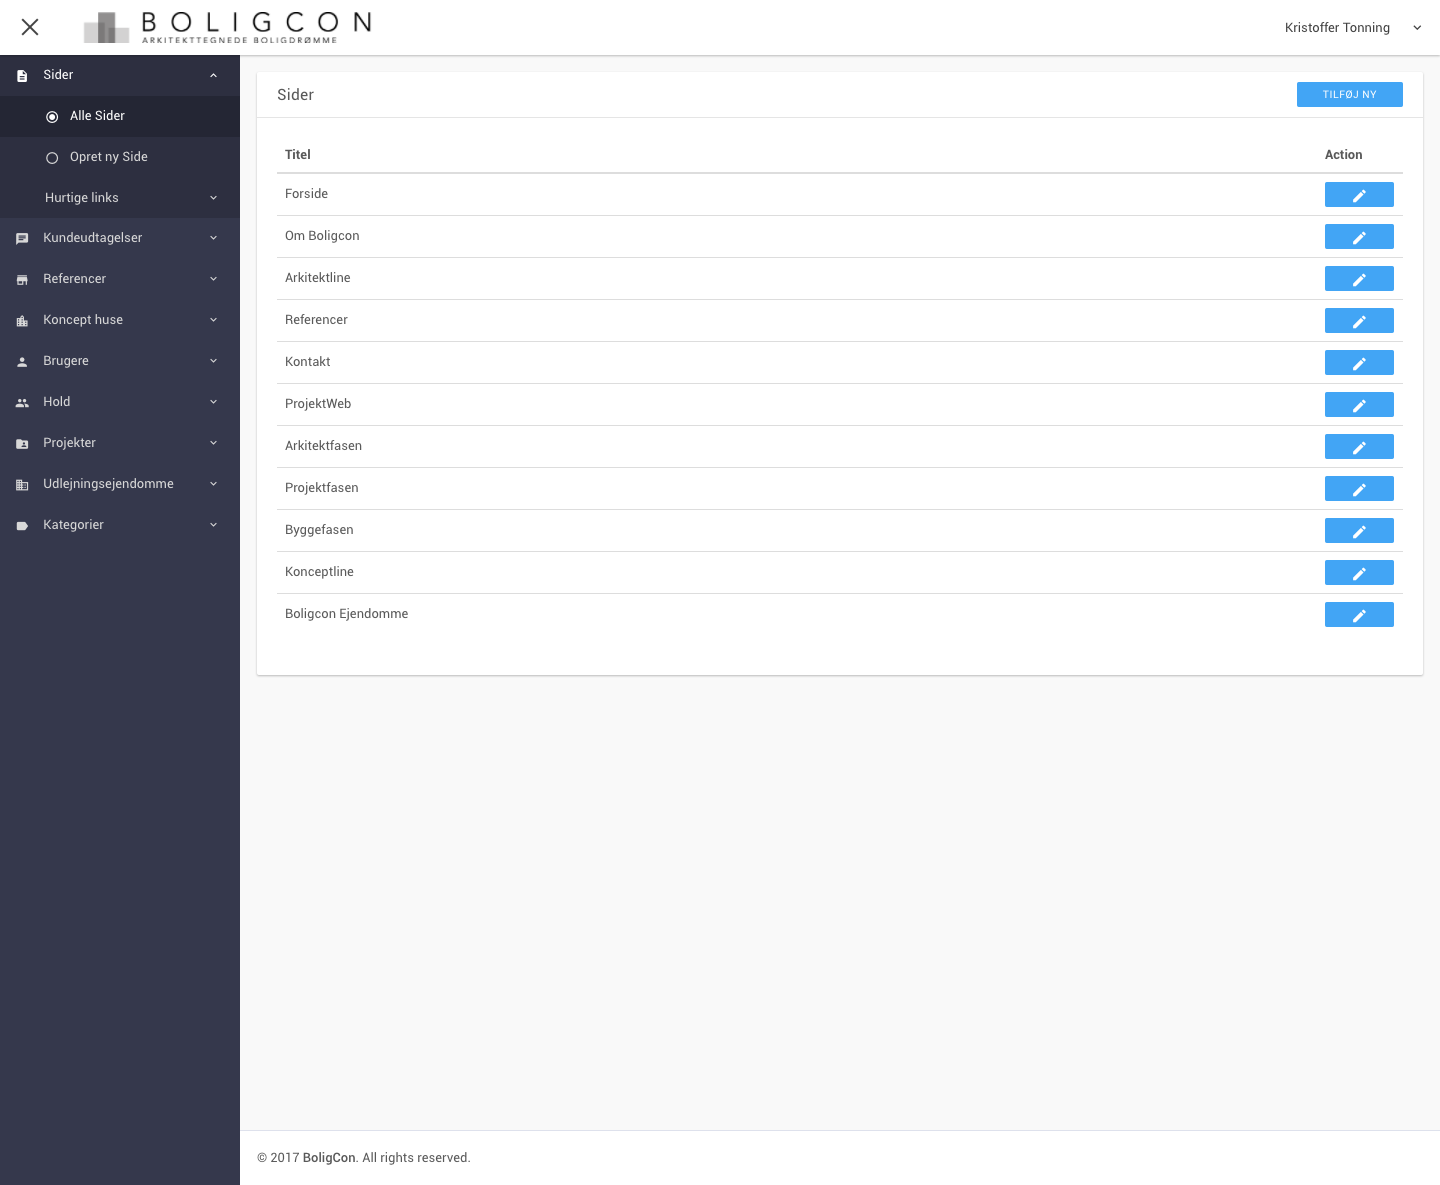 BOLIGCON
ARKITEKTTEGNEDE BOLIGDRØMME
Kristoffer Tonning
Sider
Alle Sider
Opret ny Side
Hurtige links
Kundeudtagelser
Referencer
Koncept huse
Brugere
Hold
Projekter
Udlejningsejendomme
Kategorier
Sider
TILFØJ NY
Titel Action
Forside
Om Boligcon
Arkitektline
Referencer
Kontakt
ProjektWeb
Arkitektfasen
Projektfasen
Byggefasen
Konceptline
Boligcon Ejendomme
© 2017 BoligCon. All rights reserved.